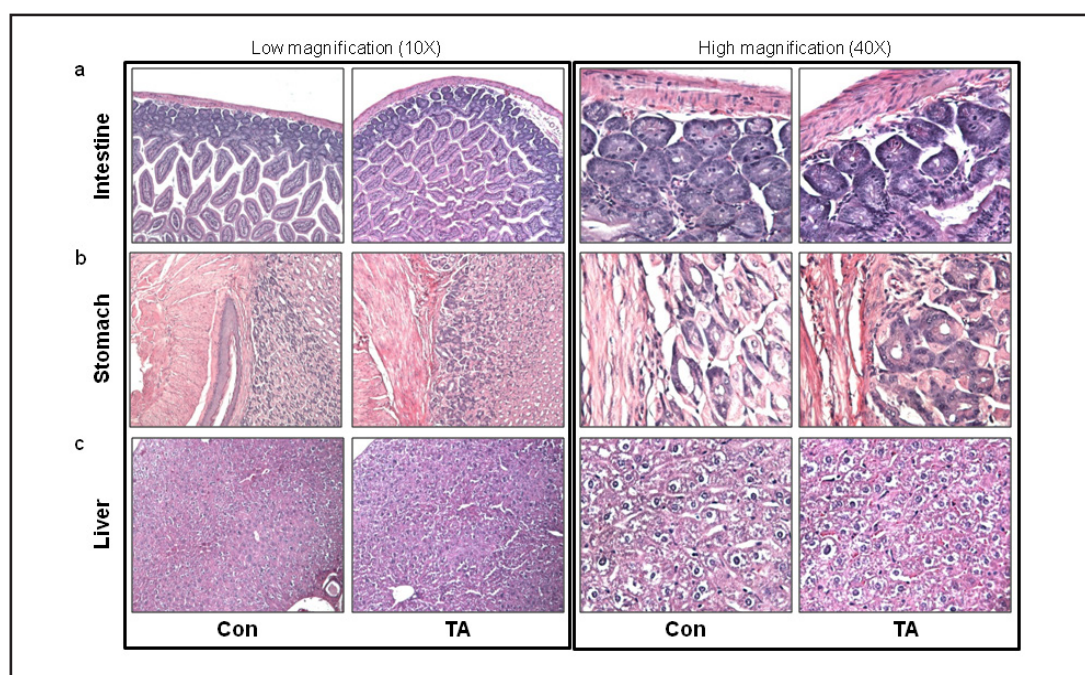 Low magnification (10X) High magnification (40X)
a
Intestine
b
Stomach
c
Liver
Con TA Con TA